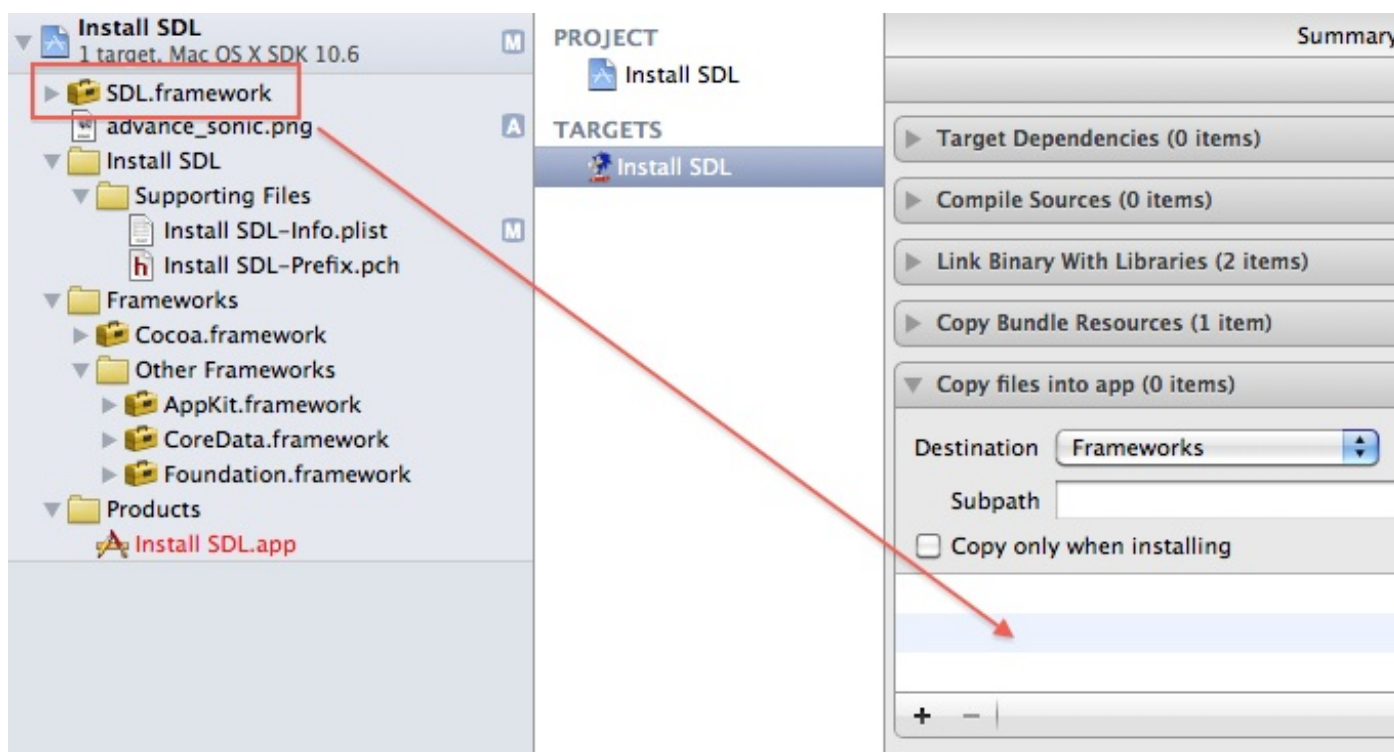 Install SDL
1 target, Mac OS X SDK 10.6
M
SDL.framework
advance_sonic.png
A
Install SDL
Supporting Files
Install SDL-Info.plist
M
h Install SDL-Prefix.pch
Frameworks
Cocoa.framework
Other Frameworks
AppKit.framework
CoreData.framework
Foundation.framework
Products
Install SDL.app
PROJECT
Install SDL
TARGETS
Install SDL
Summary
Target Dependencies (0 items)
Compile Sources (0 items)
Link Binary With Libraries (2 items)
Copy Bundle Resources (1 item)
Copy files into app (0 items)
Destination Frameworks
Subpath
Copy only when installing
+ −